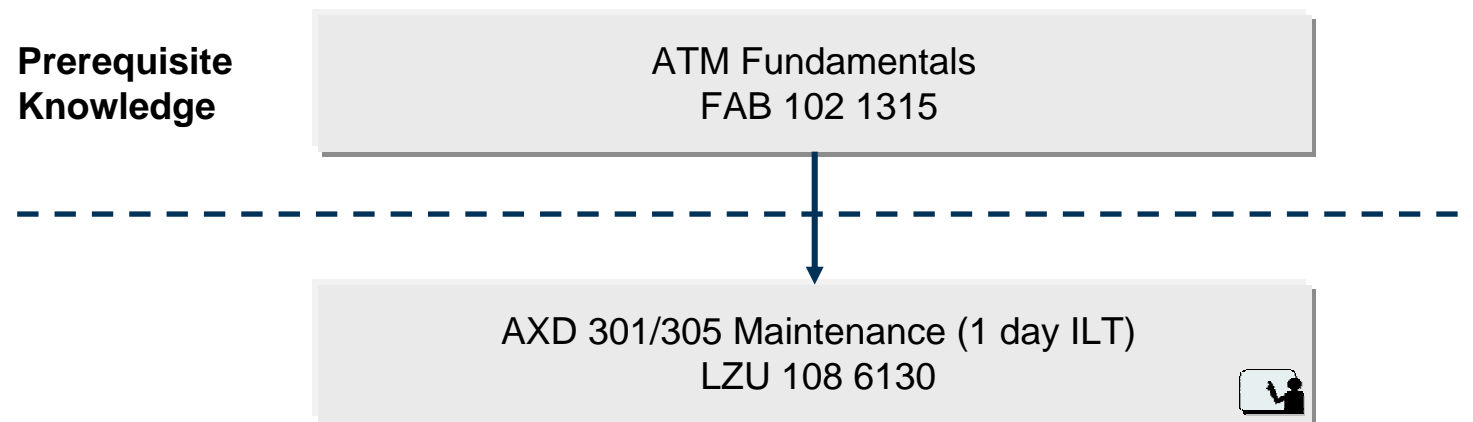 Prerequisite
Knowledge
ATM Fundamentals
FAB 102 1315
AXD 301/305 Maintenance (1 day ILT)
LZU 108 6130